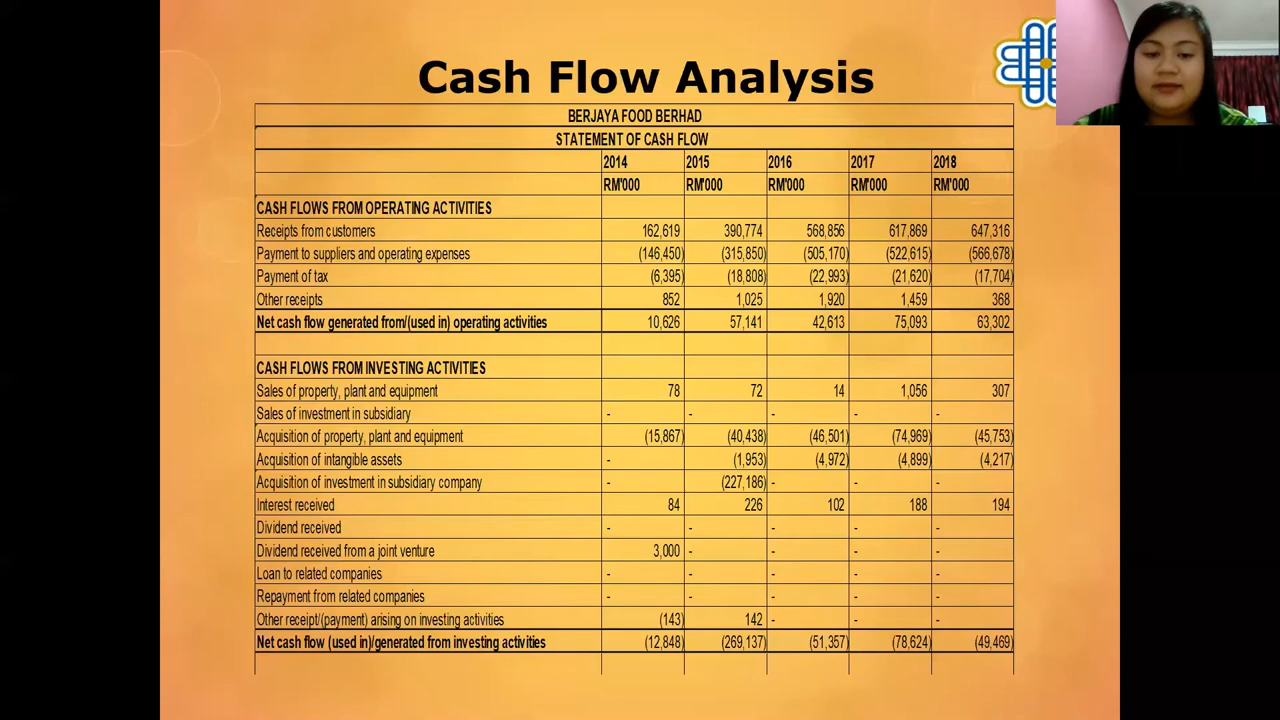 Cash Flow Analysis
BERJAYA FOOD BERHAD
STATEMENT OF CASH FLOW
2014 2015 2016 2017 2018
RM'000 RM'000 RM'000 RM'000 RM'000
CASH FLOWS FROM OPERATING ACTIVITIES
Receipts from customers 162,619 390,774 568,856 617,869 647,316
Payment to suppliers and operating expenses (146,450) (315,850) (505,170) (522,615) (566,678)
Payment of tax (6,395) (18,808) (22,993) (21,620) (17,704)
Other receipts 852 1,025 1,920 1,459 368
Net cash flow generated from/(used in) operating activities 10,626 57,141 42,613 75,093 63,302
CASH FLOWS FROM INVESTING ACTIVITIES
Sales of property, plant and equipment 78 72 14 1,056 307
Sales of investment in subsidiary - - - - -
Acquisition of property, plant and equipment (15,867) (40,438) (46,501) (74,969) (45,753)
Acquisition of intangible assets - (1,953) (4,972) (4,899) (4,217)
Acquisition of investment in subsidiary company - (227,186) - - -
Interest received 84 226 102 188 194
Dividend received - - - - -
Dividend received from a joint venture 3,000 - - - -
Loan to related companies - - - - -
Repayment from related companies - - - - -
Other receipt/(payment) arising on investing activities (143) 142 - - -
Net cash flow (used in)/generated from investing activities (12,848) (269,137) (51,357) (78,624) (49,469)